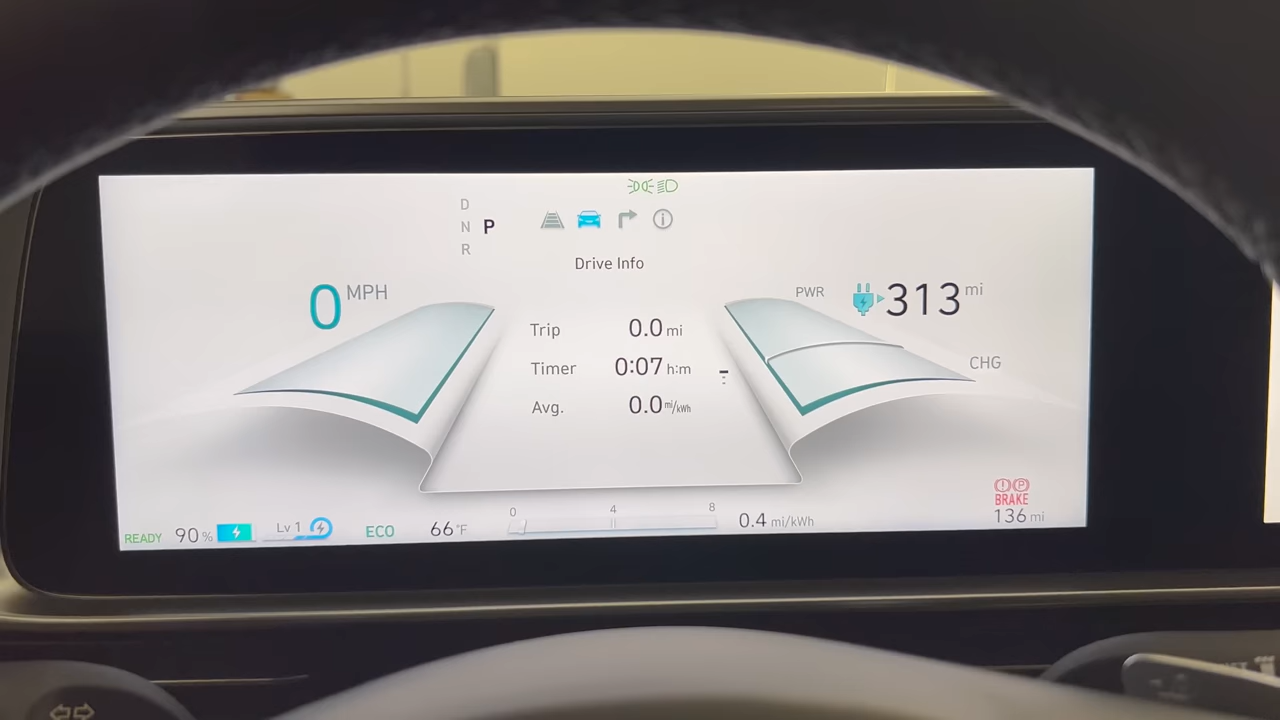 D
N P
R
Drive Info
0 MPH
PWR
313 mi
CHG
Trip 0.0 mi
Timer 0:07 h:m
Avg. 0.0 mi/kWh
READY 90 % Lv 1 ECO 66 °F
0 4 8
0.4 mi/kWh
P
BRAKE
136 mi